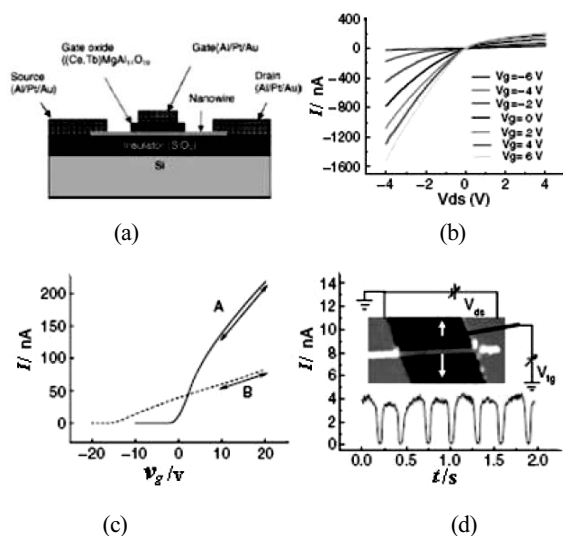 Gate oxide
((Ce,Tb)MgAl₁₁O₁₉
Gate(Al/Pt/Au)
Source
(Al/Pt/Au)
Drain
(Al/Pt/Au)
Nanowire
Insulator (SiO₂)
Si
(a)
I/ nA
400
0
-400
-800
-1200
-1600
Vg=-6 V
Vg=-4 V
Vg=-2 V
Vg= 0 V
Vg= 2 V
Vg= 4 V
Vg= 6 V
-4 -2 0 2 4
Vds (V)
(b)
I/ nA
200
150
100
50
0
A
B
-20 -10 0 10 20
v_g/v
(c)
I/ nA
16
14
12
10
8
6
4
2
0
V_ds
V_tg
0.0 0.5 1.0 1.5 2.0
t/s
(d)